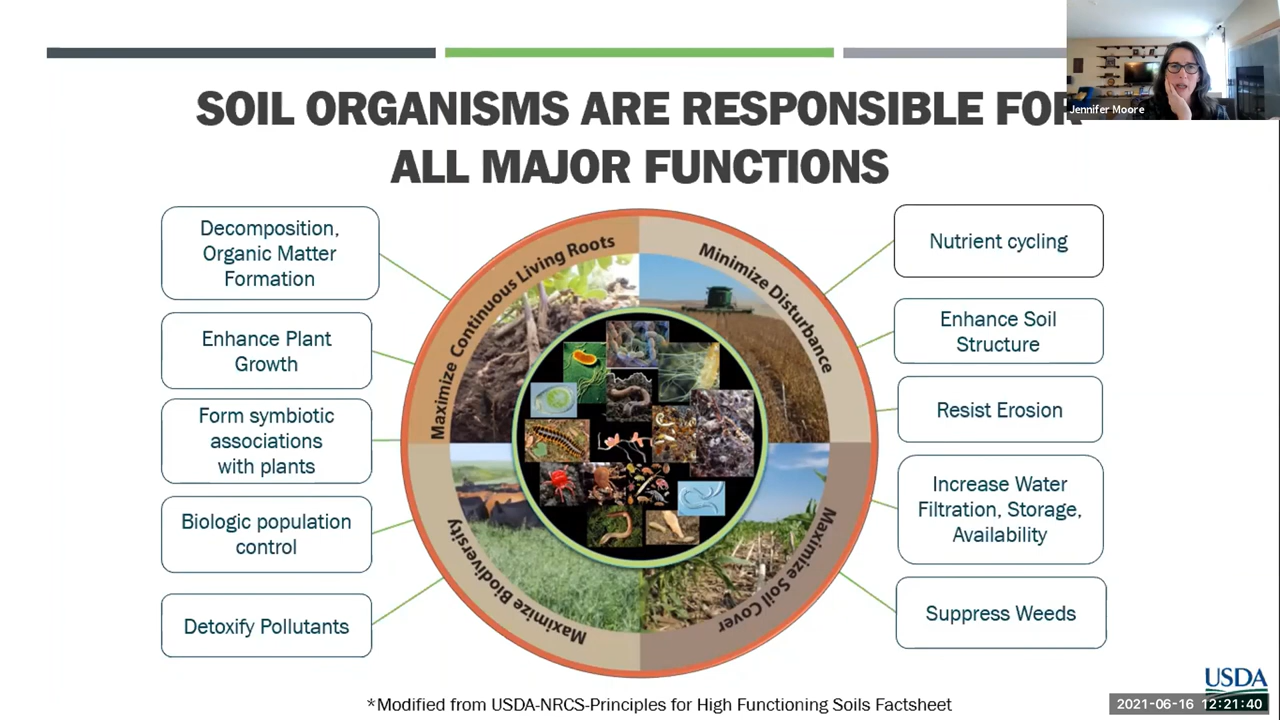 SOIL ORGANISMS ARE RESPONSIBLE FOR
ALL MAJOR FUNCTIONS
Jennifer Moore
Decomposition,
Organic Matter
Formation
Enhance Plant
Growth
Form symbiotic
associations
with plants
Biologic population
control
Detoxify Pollutants
Maximize Continuous Living Roots
Minimize Disturbance
Maximize Biodiversity
Maximize Soil Cover
Nutrient cycling
Enhance Soil
Structure
Resist Erosion
Increase Water
Filtration, Storage,
Availability
Suppress Weeds
*Modified from USDA-NRCS-Principles for High Functioning Soils Factsheet
USDA
2021-06-16 12:21:40